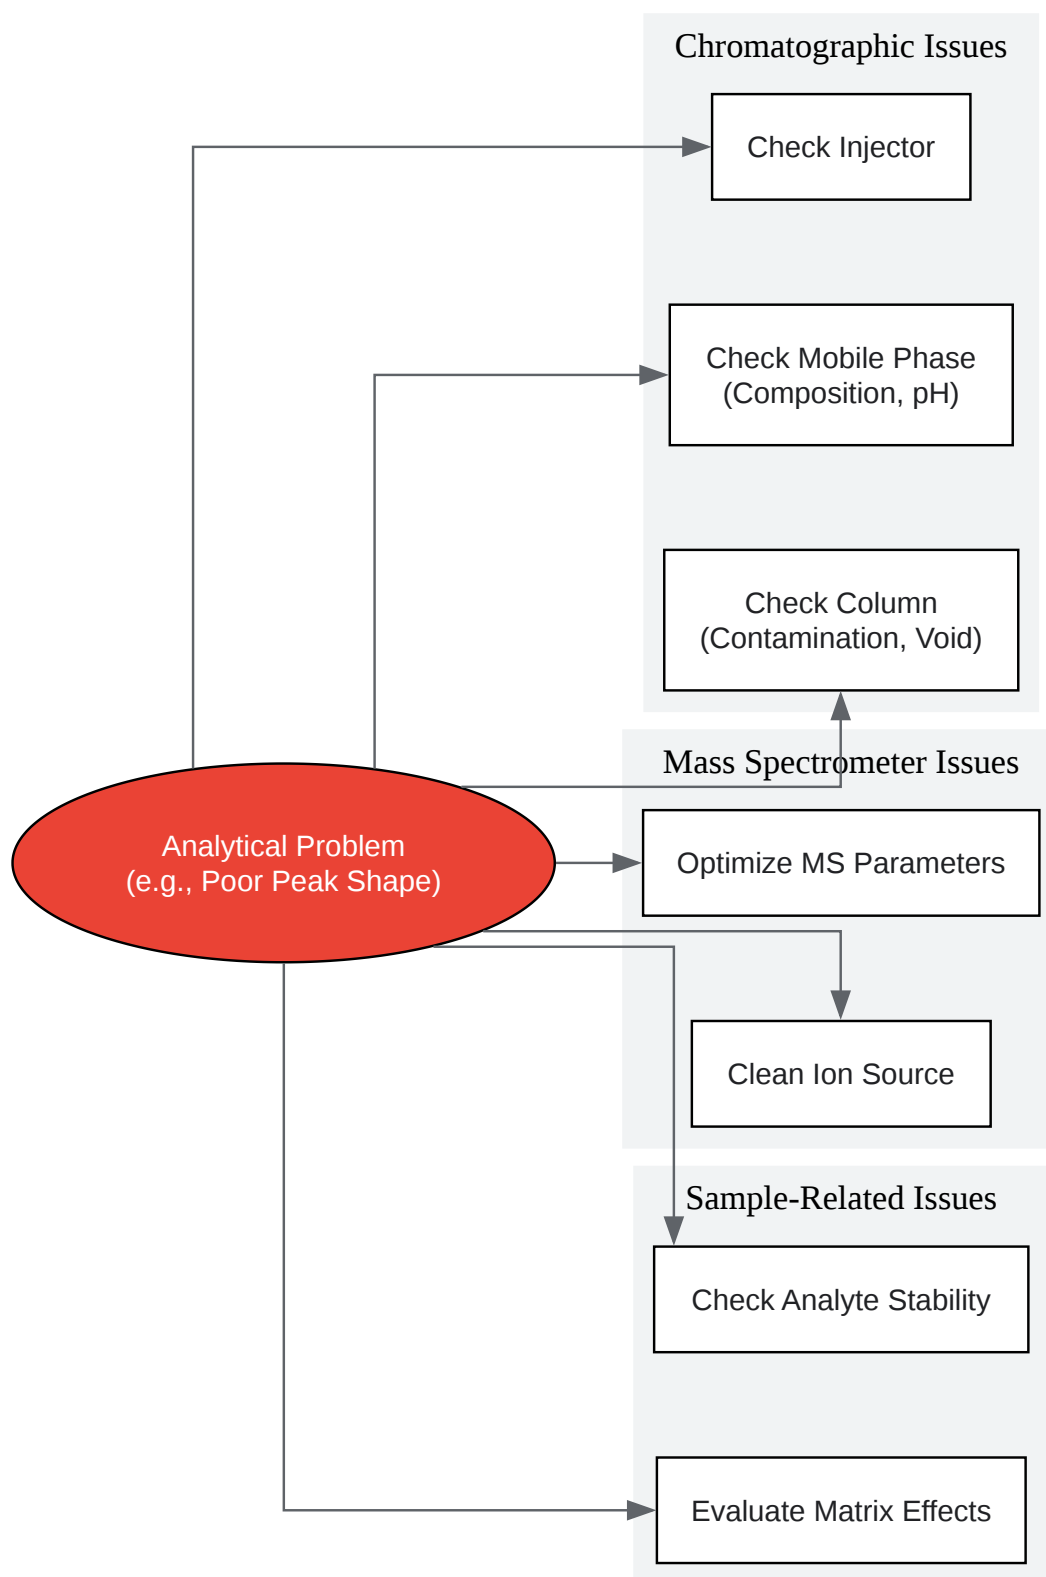 Chromatographic Issues
Check Injector
Check Mobile Phase
(Composition, pH)
Check Column
(Contamination, Void)
Mass Spectrometer Issues
Analytical Problem
(e.g., Poor Peak Shape)
Optimize MS Parameters
Clean Ion Source
Sample-Related Issues
Check Analyte Stability
Evaluate Matrix Effects